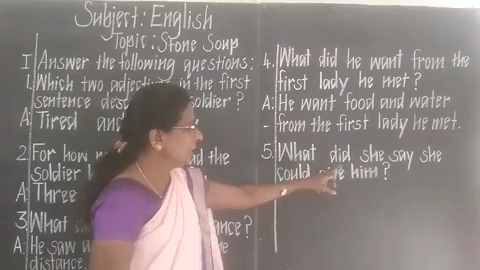 Subject: English
Topic: Stone Soup
I Answer the following questions:
1. Which two adjectives in the first
sentence soldier?
A: Tired and
2. For how the
soldier
A: Three
3. What
A: He saw the
distance.
4. What did he want from the
first lady he met?
A: He want food and water
- from the first lady he met.
5. What did she say she
could him?